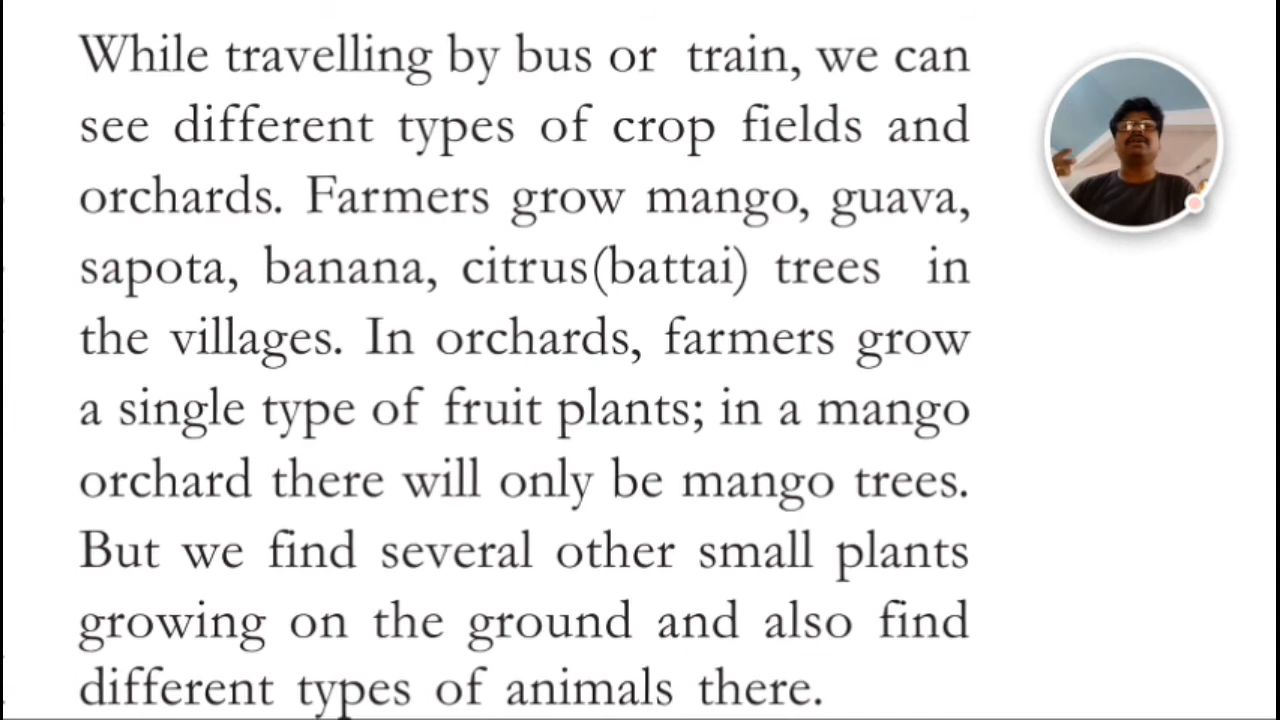 While travelling by bus or train, we can
see different types of crop fields and
orchards. Farmers grow mango, guava,
sapota, banana, citrus(battai) trees in
the villages. In orchards, farmers grow
a single type of fruit plants; in a mango
orchard there will only be mango trees.
But we find several other small plants
growing on the ground and also find
different types of animals there.